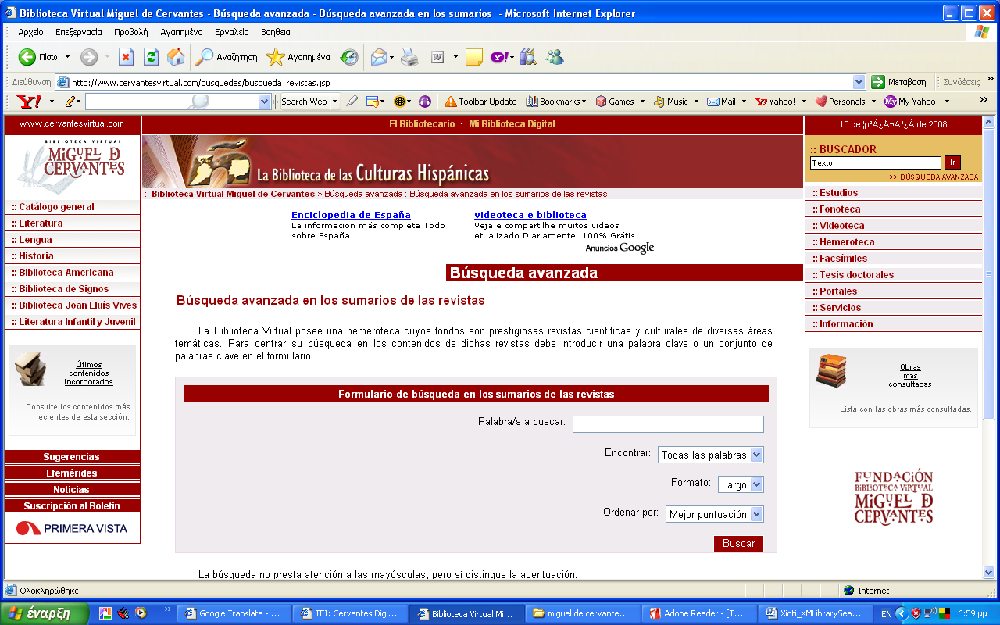 Biblioteca Virtual Miguel de Cervantes - Búsqueda avanzada - Búsqueda avanzada en los sumarios - Microsoft Internet Explorer
Αρχείο Επεξεργασία Προβολή Αγαπημένα Εργαλεία Βοήθεια
Πίσω Αναζήτηση Αγαπημένα
Διεύθυνση http://www.cervantesvirtual.com/busquedas/busqueda_revistas.jsp Μετάβαση Συνδέσεις »
Y! Search Web Toolbar Update Bookmarks Games Music Mail Yahoo! Personals My Yahoo! »
www.cervantesvirtual.com
El Bibliotecario · Mi Biblioteca Digital
10 de ¦µ²Á¿Å¬Á¹¿Â de 2008
BIBLIOTECA VIRTUAL
MIGUEL D
CERVANTES
La Biblioteca de las Culturas Hispánicas
:: BUSCADOR
Texto Ir
>> BÚSQUEDA AVANZADA
:: Biblioteca Virtual Miguel de Cervantes > Búsqueda avanzada : Búsqueda avanzada en los sumarios de las revistas
:: Catálogo general
:: Literatura
:: Lengua
:: Historia
:: Biblioteca Americana
:: Biblioteca de Signos
:: Biblioteca Joan Lluís Vives
:: Literatura Infantil y Juvenil
Últimos
contenidos
incorporados
Consulte los contenidos más
recientes de esta sección.
Sugerencias
Efemérides
Noticias
Suscripción al Boletín
PRIMERA VISTA
Enciclopedia de España
La información más completa Todo
sobre España!
videoteca e biblioteca
Veja e compartilhe muitos vídeos
Atualizado Diariamente. 100% Grátis
Anuncios Google
Búsqueda avanzada
Búsqueda avanzada en los sumarios de las revistas
La Biblioteca Virtual posee una hemeroteca cuyos fondos son prestigiosas revistas científicas y culturales de diversas áreas
temáticas. Para centrar su búsqueda en los contenidos de dichas revistas debe introducir una palabra clave o un conjunto de
palabras clave en el formulario.
Formulario de búsqueda en los sumarios de las revistas
Palabra/s a buscar:
Encontrar: Todas las palabras
Formato: Largo
Ordenar por: Mejor puntuación
Buscar
La búsqueda no presta atención a las mayúsculas, pero sí distingue la acentuación.
:: Estudios
:: Fonoteca
:: Videoteca
:: Hemeroteca
:: Facsímiles
:: Tesis doctorales
:: Portales
:: Servicios
:: Información
Obras
más
consultadas
Lista con las obras más consultadas.
FUNDACIÓN
BIBLIOTECA VIRTUAL
MIGUEL D
CERVANTES
Ολοκληρώθηκε Internet
έναρξη » Google Translate - ... TEI: Cervantes Digi... Biblioteca Virtual Mi... miguel de cervante... Adobe Reader - [T... Xioti_XMLibrarySea... EN 6:59 μμ